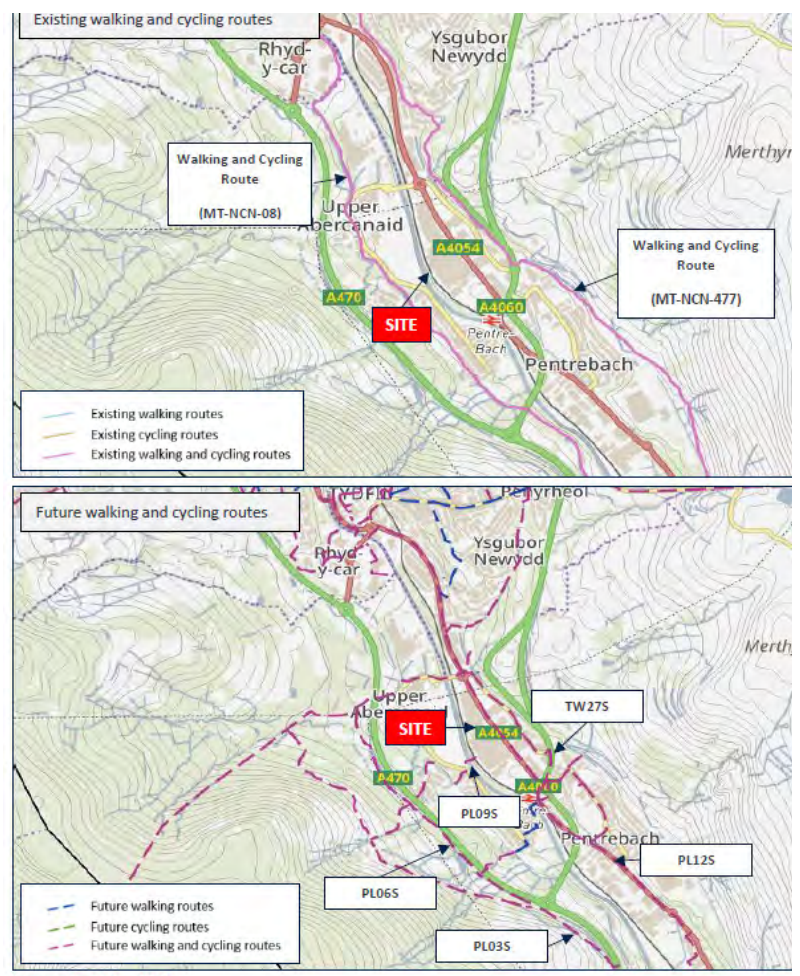 Existing walking and cycling routes
Rhyd-
y-car
Ysgubor
Newydd
Merthyr
Walking and Cycling
Route
(MT-NCN-08)
Upper
Abercanaid
A4054
Walking and Cycling
Route
(MT-NCN-477)
A470
A4060
SITE
Pentre-
Bach
Pentrebach
Existing walking routes
Existing cycling routes
Existing walking and cycling routes
Future walking and cycling routes
TYDFIL
Penyrheol
Rhyd-
y-car
Ysgubor
Newydd
Merthy
Upper
TW27S
SITE
A4054
A470
PL09S
Bach
Pentrebach
PL12S
PL06S
PL03S
Future walking routes
Future cycling routes
Future walking and cycling routes